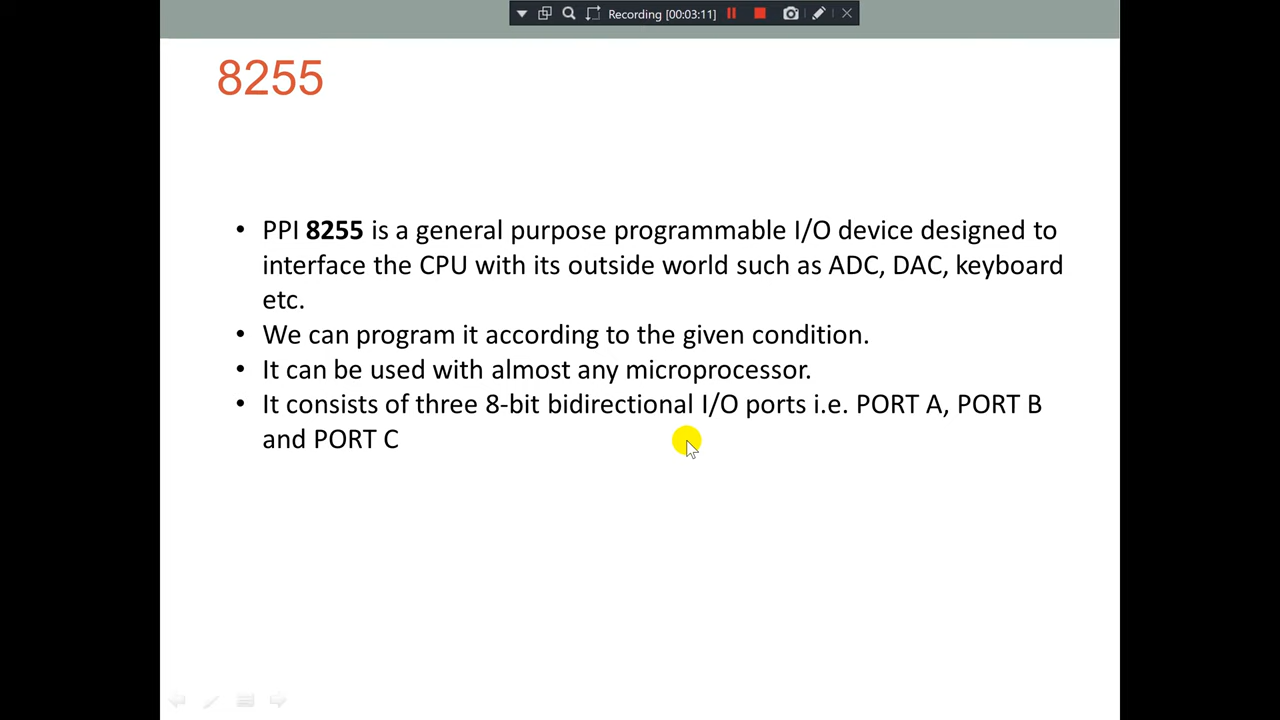 Recording [00:03:11]
8255
• PPI 8255 is a general purpose programmable I/O device designed to
interface the CPU with its outside world such as ADC, DAC, keyboard
etc.
• We can program it according to the given condition.
• It can be used with almost any microprocessor.
• It consists of three 8-bit bidirectional I/O ports i.e. PORT A, PORT B
and PORT C